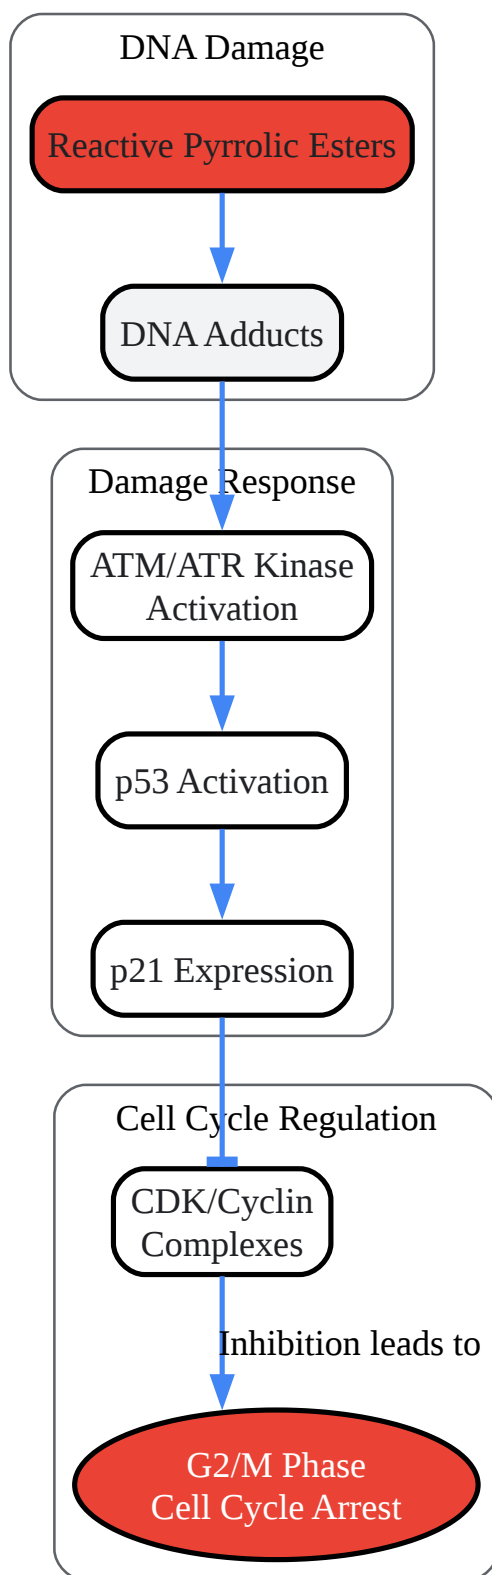 DNA Damage
Reactive Pyrrolic Esters
DNA Adducts
Damage Response
ATM/ATR Kinase
Activation
p53 Activation
p21 Expression
Cell Cycle Regulation
CDK/Cyclin
Complexes
Inhibition leads to
G2/M Phase
Cell Cycle Arrest